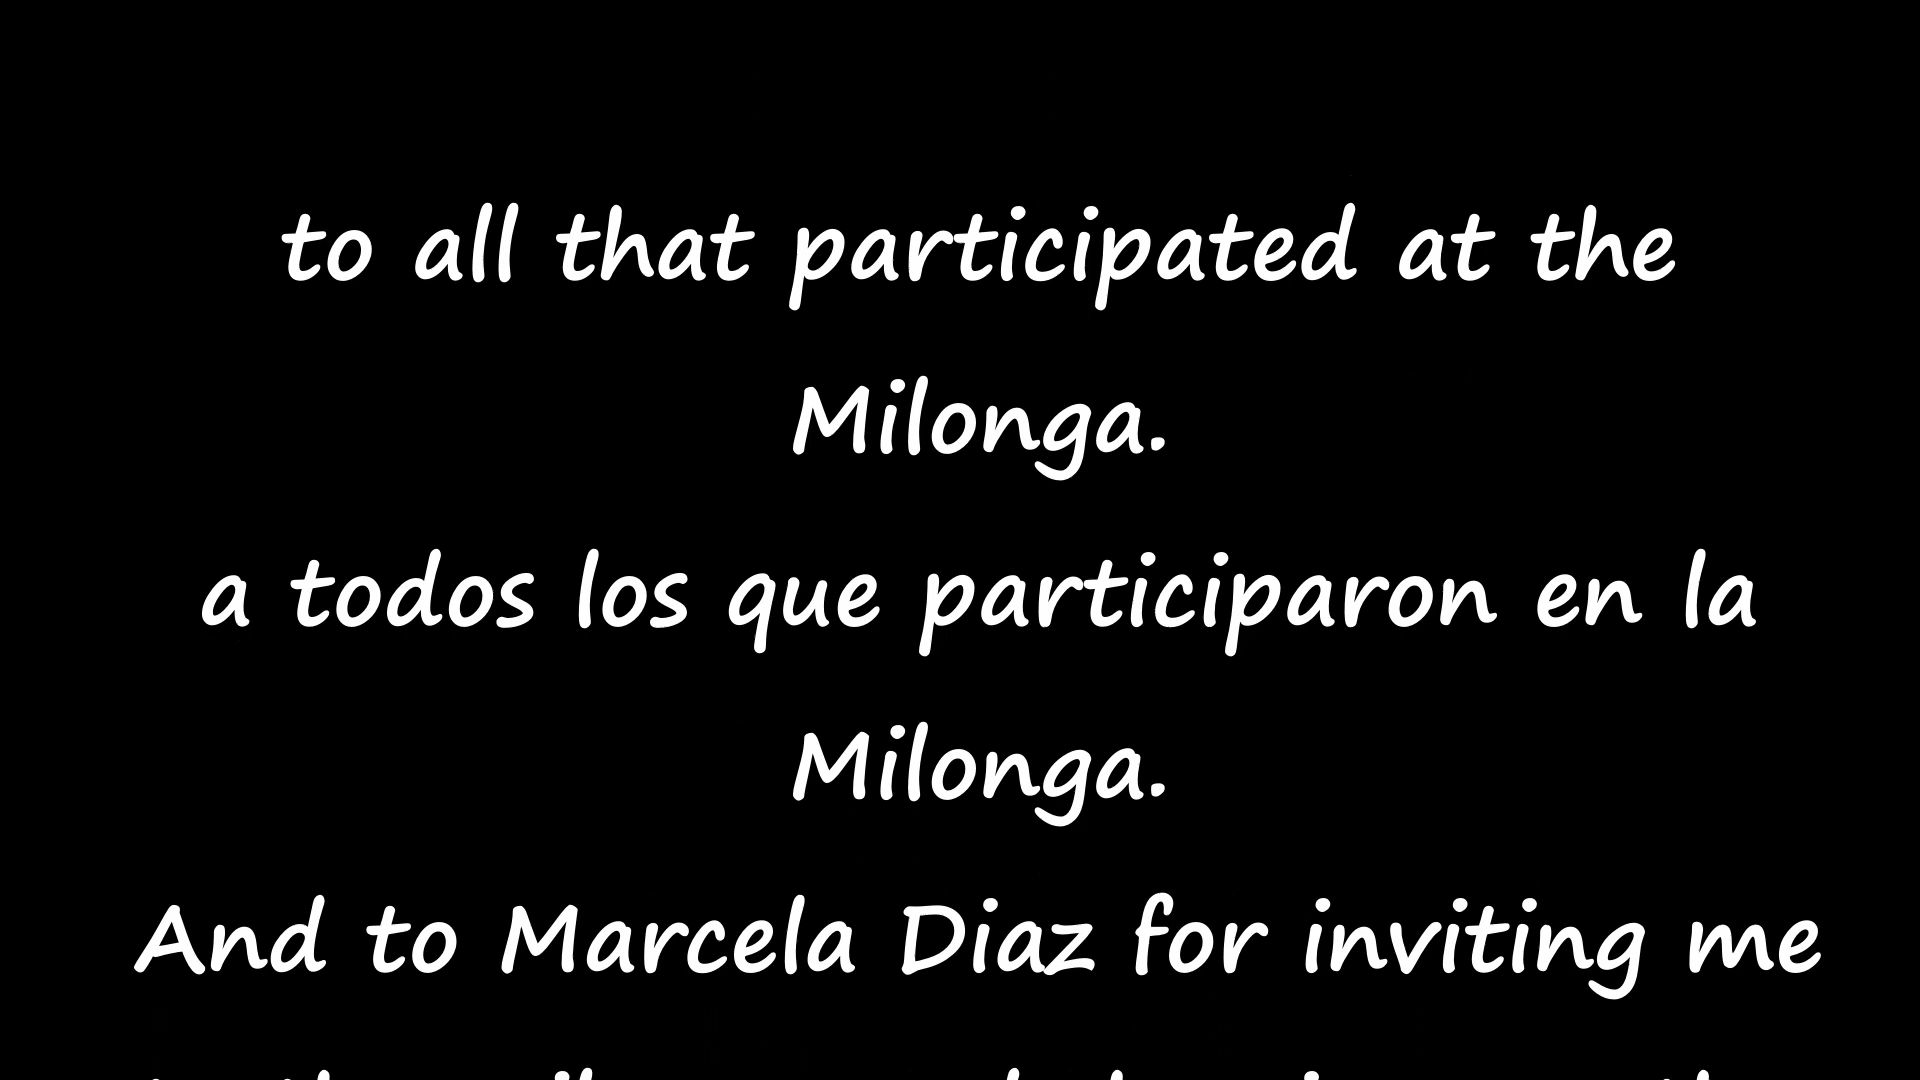 to all that participated at the
Milonga.
a todos los que participaron en la
Milonga.
And to Marcela Diaz for inviting me